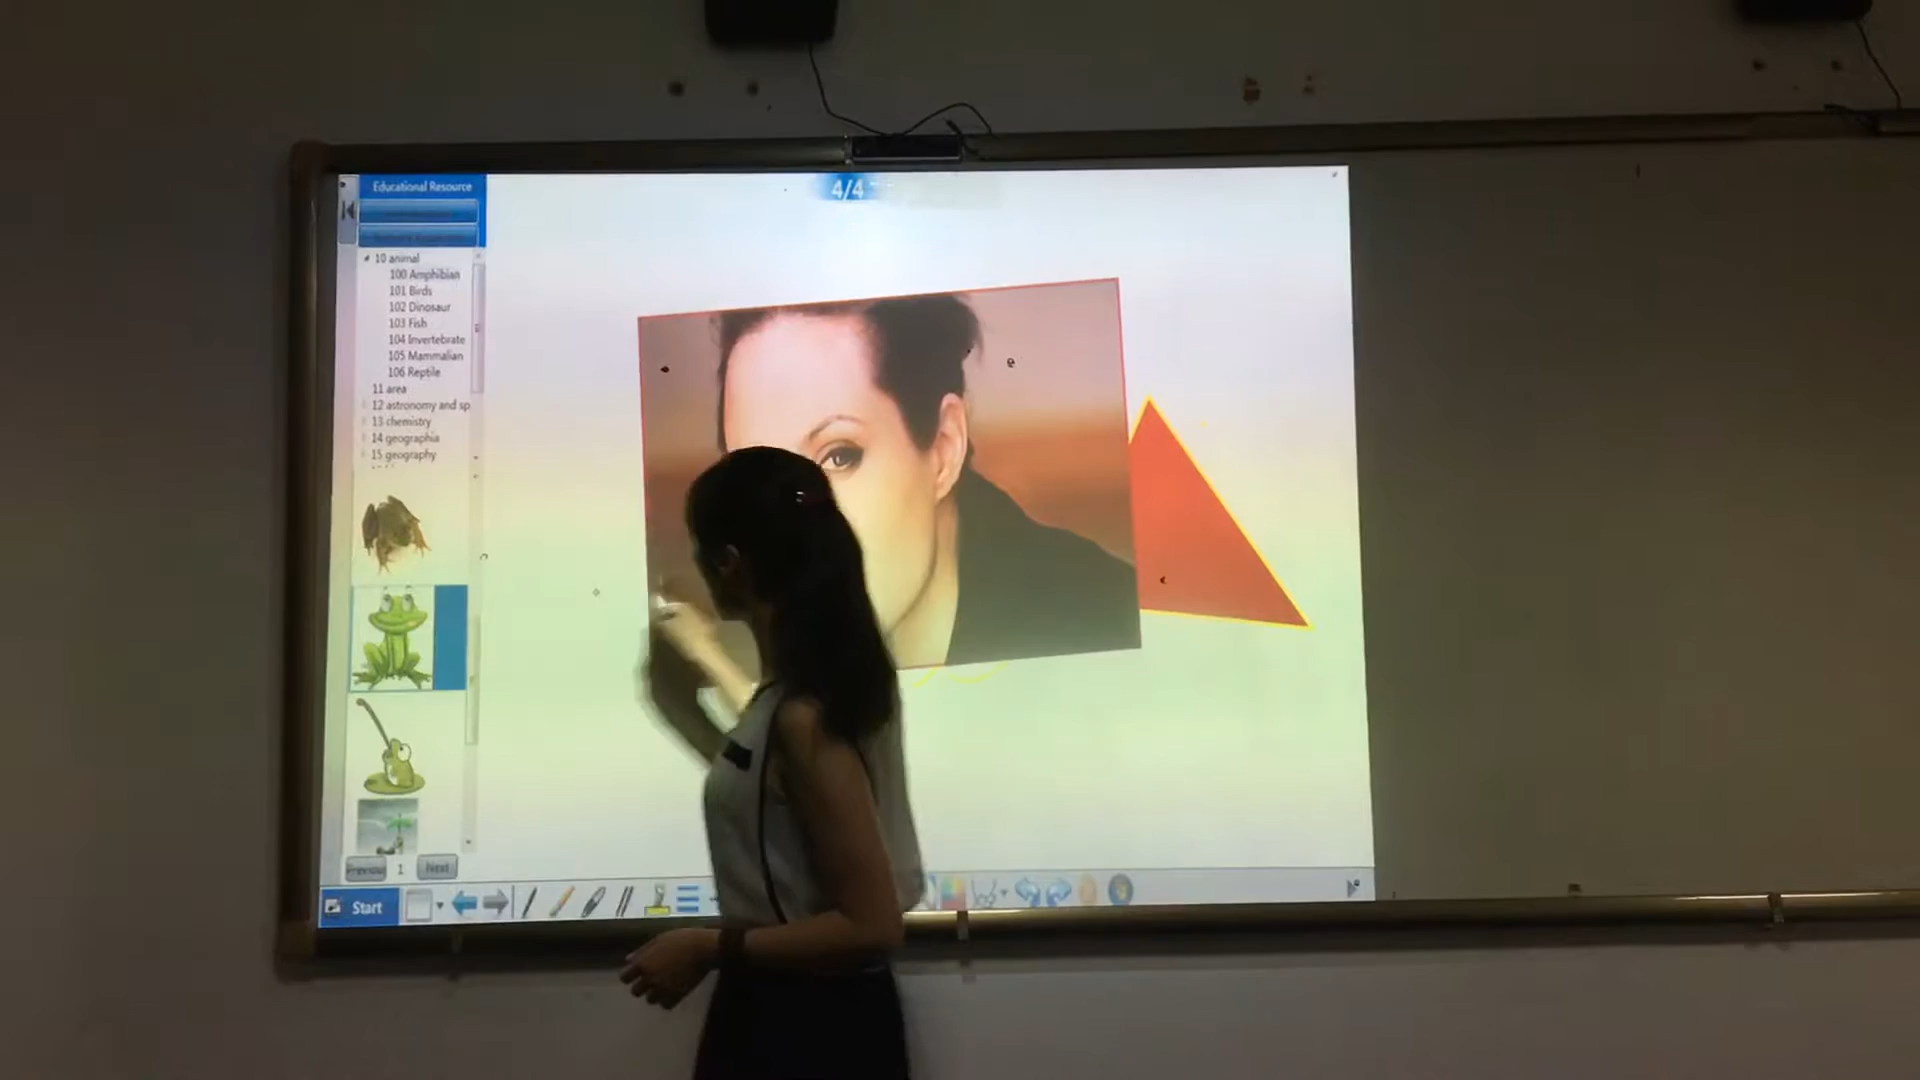 Educational Resource
4/4
10 animal
100 Amphibian
101 Birds
102 Dinosaur
103 Fish
104 Invertebrate
105 Mammalian
106 Reptile
11 area
12 astronomy and sp
13 chemistry
14 geographia
15 geography
Previous 1 Next
Start